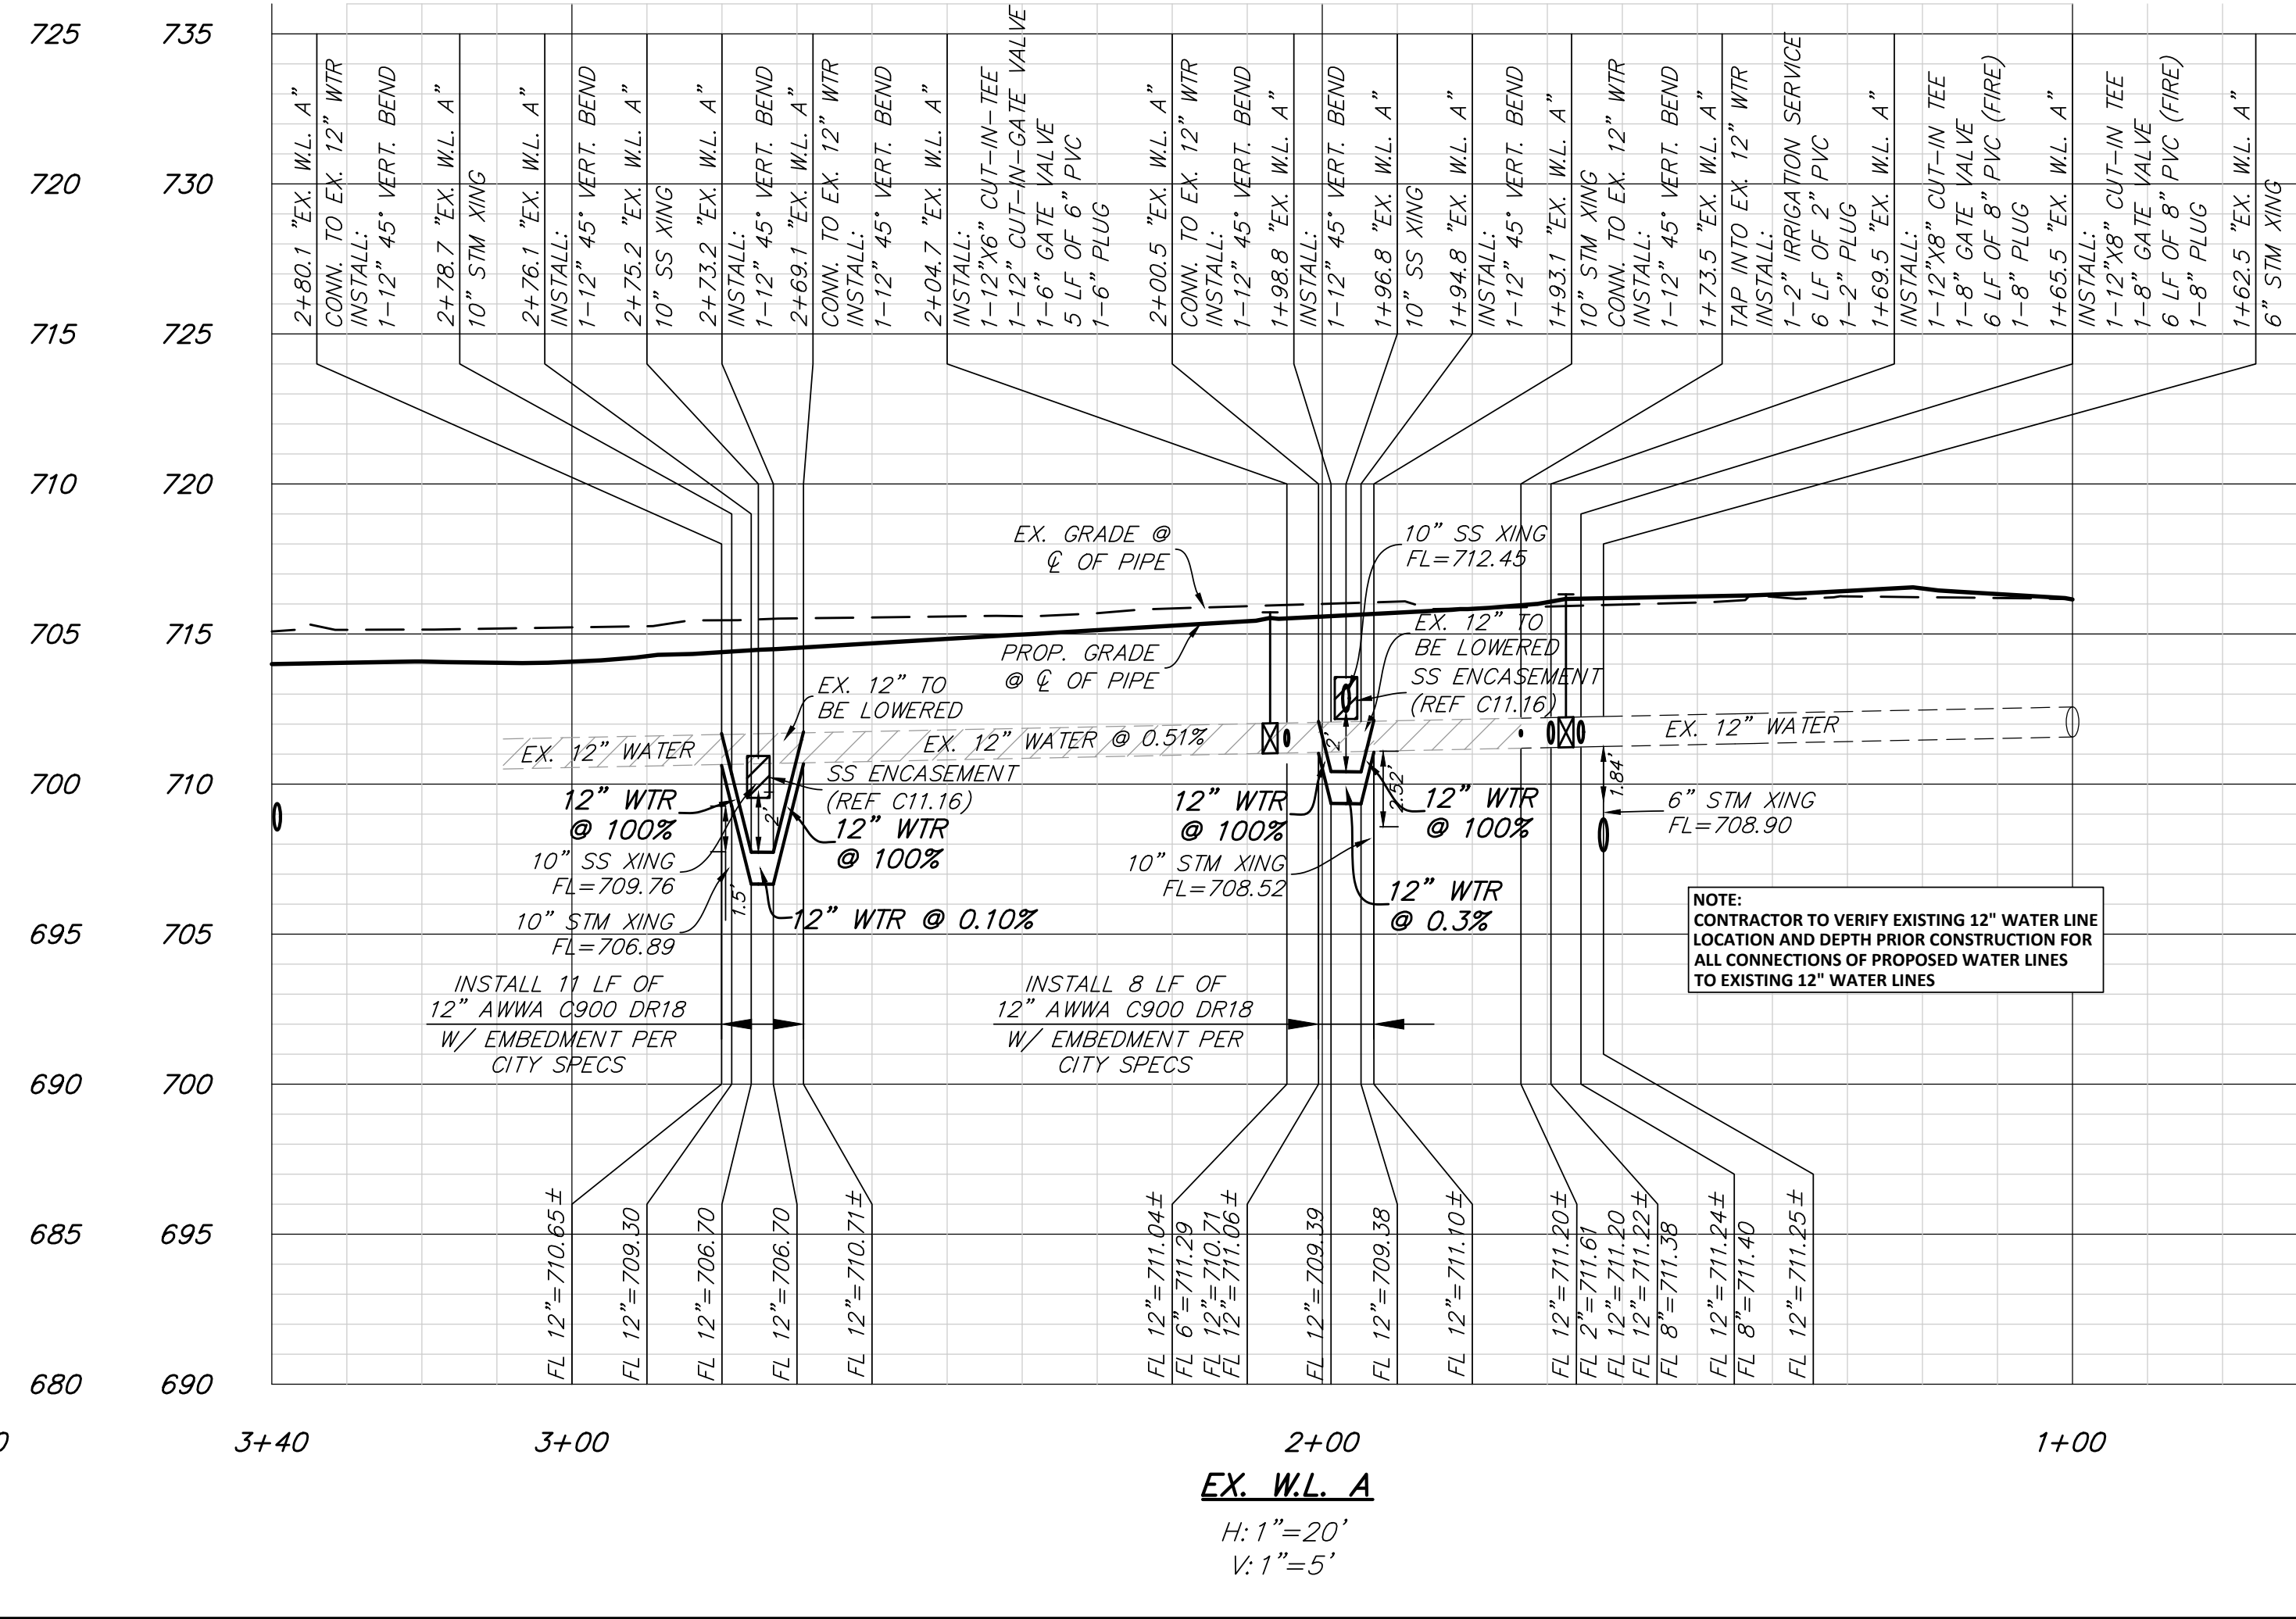 725 735
720 730
715 725
710 720
705 715
700 710
695 705
690 700
685 695
680 690
2+80.1 "EX. W.L. A"
CONN. TO EX. 12" WTR
INSTALL:
1-12" 45° VERT. BEND
2+78.7 "EX. W.L. A"
10" STM XING
2+76.1 "EX. W.L. A"
INSTALL:
1-12" 45° VERT. BEND
2+75.2 "EX. W.L. A"
10" SS XING
2+73.2 "EX. W.L. A"
INSTALL:
1-12" 45° VERT. BEND
2+69.1 "EX. W.L. A"
CONN. TO EX. 12" WTR
INSTALL:
1-12" 45° VERT. BEND
2+04.7 "EX. W.L. A"
INSTALL:
1-12"X6" CUT-IN-TEE
1-12" CUT-IN-GATE VALVE
1-6" GATE VALVE
5 LF OF 6" PVC
1-6" PLUG
2+00.5 "EX. W.L. A"
CONN. TO EX. 12" WTR
INSTALL:
1-12" 45° VERT. BEND
1+98.8 "EX. W.L. A"
INSTALL:
1-12" 45° VERT. BEND
1+96.8 "EX. W.L. A"
10" SS XING
1+94.8 "EX. W.L. A"
INSTALL:
1-12" 45° VERT. BEND
1+93.1 "EX. W.L. A"
10" STM XING
CONN. TO EX. 12" WTR
INSTALL:
1-12" 45° VERT. BEND
1+73.5 "EX. W.L. A"
TAP INTO EX. 12" WTR
INSTALL:
1-2" IRRIGATION SERVICE
6 LF OF 2" PVC
1-2" PLUG
1+69.5 "EX. W.L. A"
INSTALL:
1-12"X8" CUT-IN TEE
1-8" GATE VALVE
6 LF OF 8" PVC (FIRE)
1-8" PLUG
1+65.5 "EX. W.L. A"
INSTALL:
1-12"X8" CUT-IN TEE
1-8" GATE VALVE
6 LF OF 8" PVC (FIRE)
1-8" PLUG
1+62.5 "EX. W.L. A"
6" STM XING
EX. GRADE @
℄ OF PIPE
10" SS XING
FL=712.45
PROP. GRADE
@ ℄ OF PIPE
EX. 12" TO
BE LOWERED
SS ENCASEMENT
(REF C11.16)
EX. 12" TO
BE LOWERED
EX. 12" WATER
EX. 12" WATER @ 0.51%
EX. 12" WATER
SS ENCASEMENT
(REF C11.16)
12" WTR
@ 100%
2'
12" WTR
@ 100%
10" SS XING
FL=709.76
1.5'
10" STM XING
FL=706.89
12" WTR @ 0.10%
2'
2.52'
12" WTR
@ 100%
12" WTR
@ 100%
10" STM XING
FL=708.52
12" WTR
@ 0.3%
1.84'
6" STM XING
FL=708.90
NOTE:
CONTRACTOR TO VERIFY EXISTING 12" WATER LINE
LOCATION AND DEPTH PRIOR CONSTRUCTION FOR
ALL CONNECTIONS OF PROPOSED WATER LINES
TO EXISTING 12" WATER LINES
INSTALL 11 LF OF
12" AWWA C900 DR18
W/ EMBEDMENT PER
CITY SPECS
INSTALL 8 LF OF
12" AWWA C900 DR18
W/ EMBEDMENT PER
CITY SPECS
FL 12"=710.65±
FL 12"=709.30
FL 12"=706.70
FL 12"=706.70
FL 12"=710.71±
FL 12"=711.04±
FL 6"=711.29
FL 12"=710.71
FL 12"=711.06±
FL 12"=709.39
FL 12"=709.38
FL 12"=711.10±
FL 12"=711.20±
FL 2"=711.61
FL 12"=711.20
FL 12"=711.22±
FL 8"=711.38
FL 12"=711.24±
FL 8"=711.40
FL 12"=711.25±
0 3+40 3+00 2+00 1+00
EX. W.L. A
H: 1"=20'
V: 1"=5'